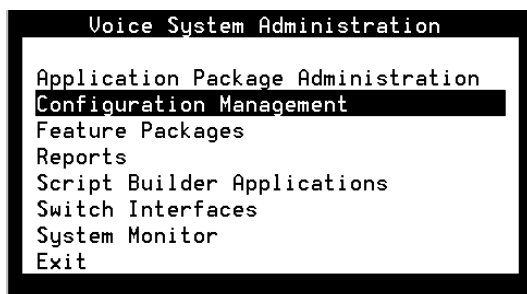 Voice System Administration
Application Package Administration
Configuration Management
Feature Packages
Reports
Script Builder Applications
Switch Interfaces
System Monitor
Exit